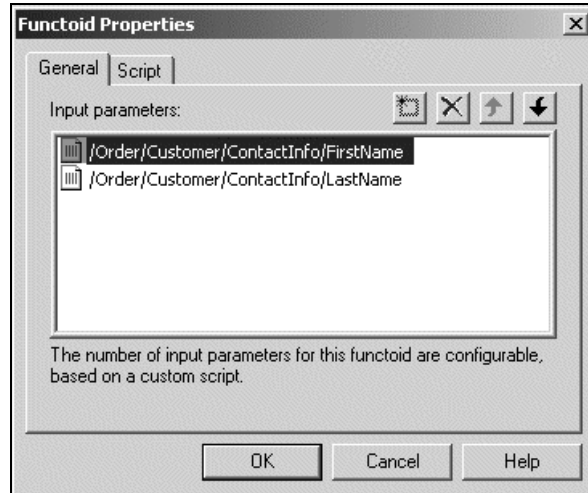 Functoid Properties
General Script
Input parameters:
/Order/Customer/ContactInfo/FirstName
/Order/Customer/ContactInfo/LastName
The number of input parameters for this functoid are configurable,
based on a custom script.
OK Cancel Help